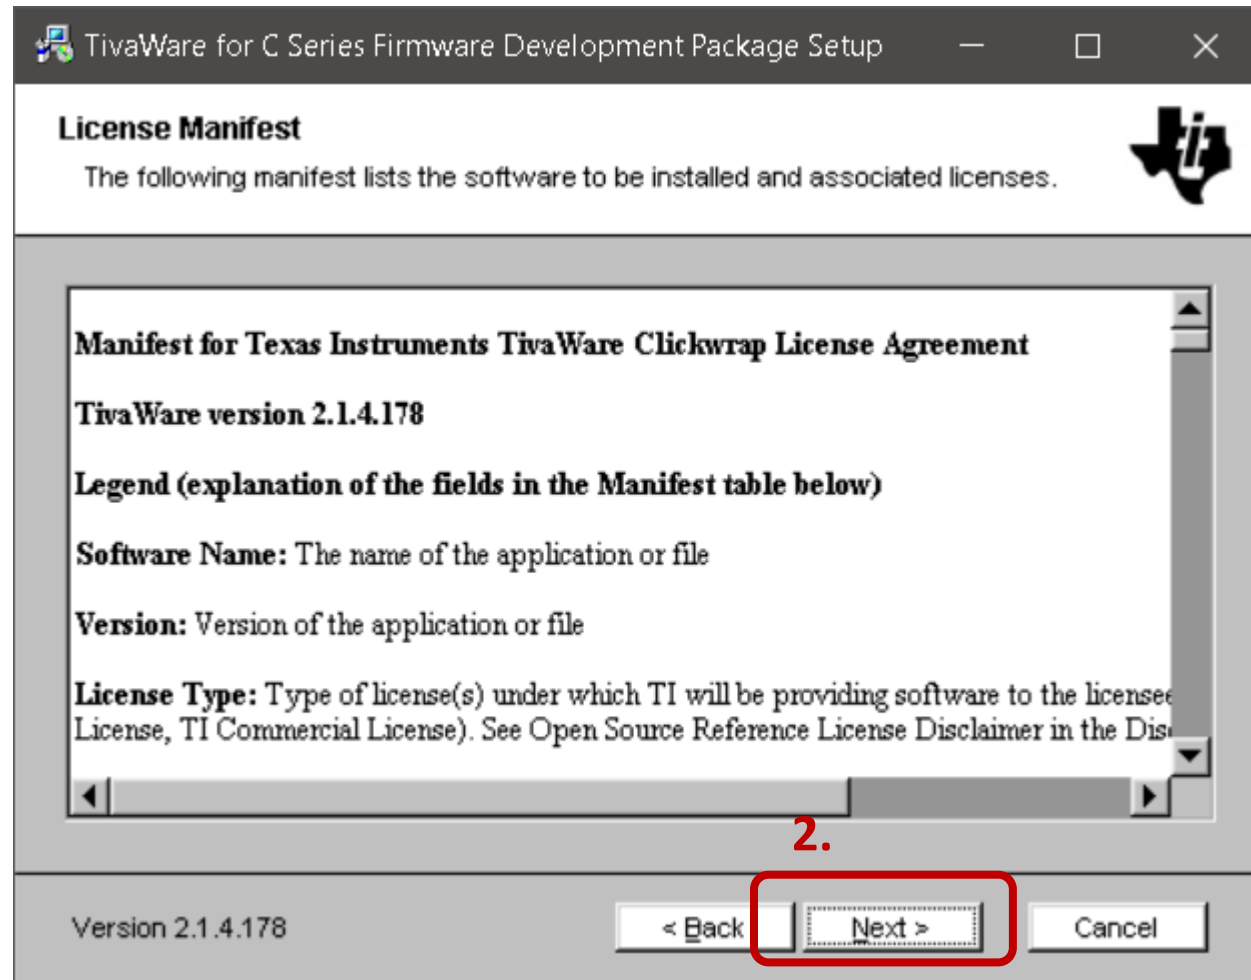 TivaWare for C Series Firmware Development Package Setup
License Manifest
The following manifest lists the software to be installed and associated licenses.
Manifest for Texas Instruments TivaWare Clickwrap License Agreement
TivaWare version 2.1.4.178
Legend (explanation of the fields in the Manifest table below)
Software Name: The name of the application or file
Version: Version of the application or file
License Type: Type of license(s) under which TI will be providing software to the licensee
License, TI Commercial License). See Open Source Reference License Disclaimer in the Dis
2.
Version 2.1.4.178
< Back
Next >
Cancel